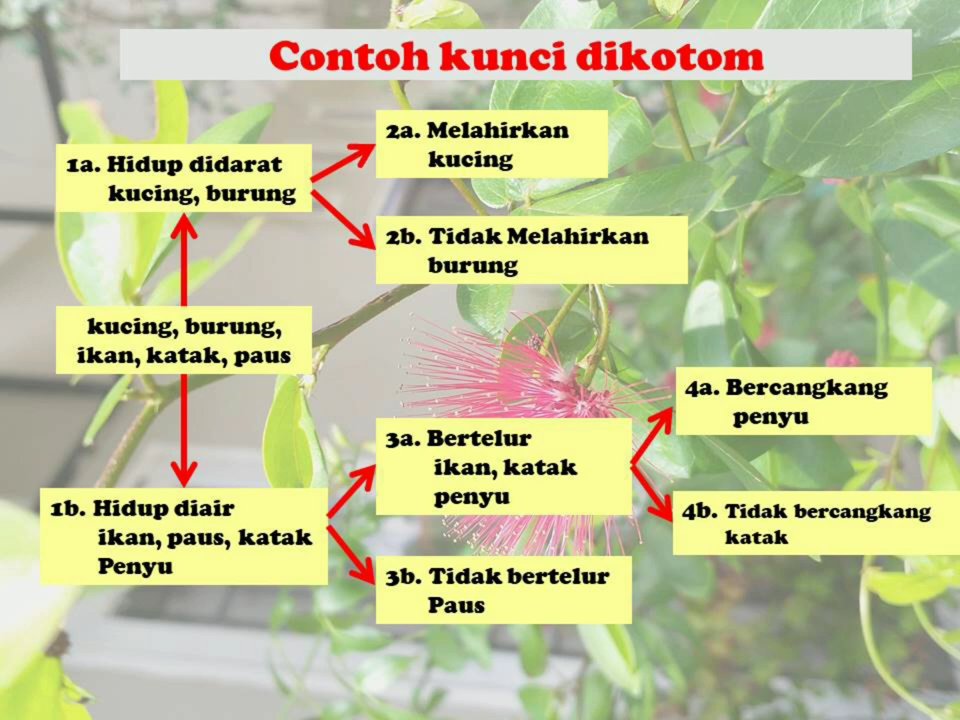 Contoh kunci dikotom
1a. Hidup didarat
kucing, burung
2a. Melahirkan
kucing
2b. Tidak Melahirkan
burung
kucing, burung,
ikan, katak, paus
1b. Hidup diair
ikan, paus, katak
Penyu
3a. Bertelur
ikan, katak
penyu
3b. Tidak bertelur
Paus
4a. Bercangkang
penyu
4b. Tidak bercangkang
katak